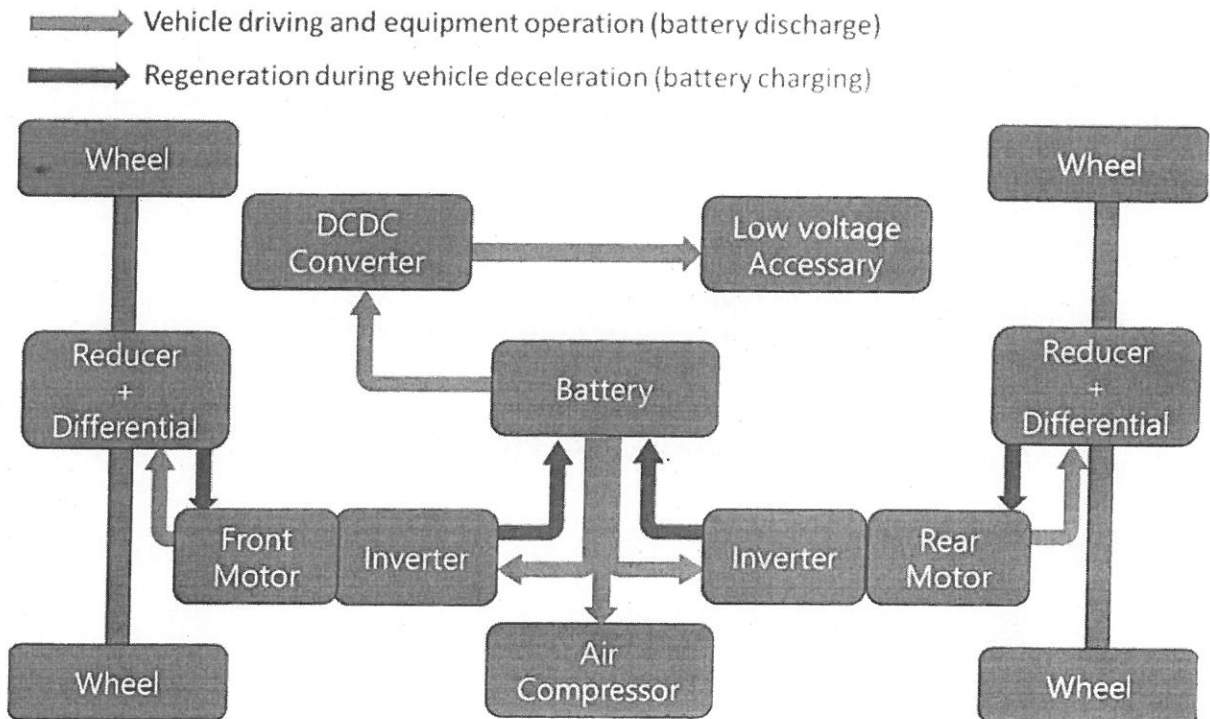 Vehicle driving and equipment operation (battery discharge)
Regeneration during vehicle deceleration (battery charging)
Wheel
Wheel
DCDC
Converter
Low voltage
Accessary
Reducer
+
Differential
Battery
Reducer
+
Differential
Front
Motor
Inverter
Inverter
Rear
Motor
Wheel
Air
Compressor
Wheel